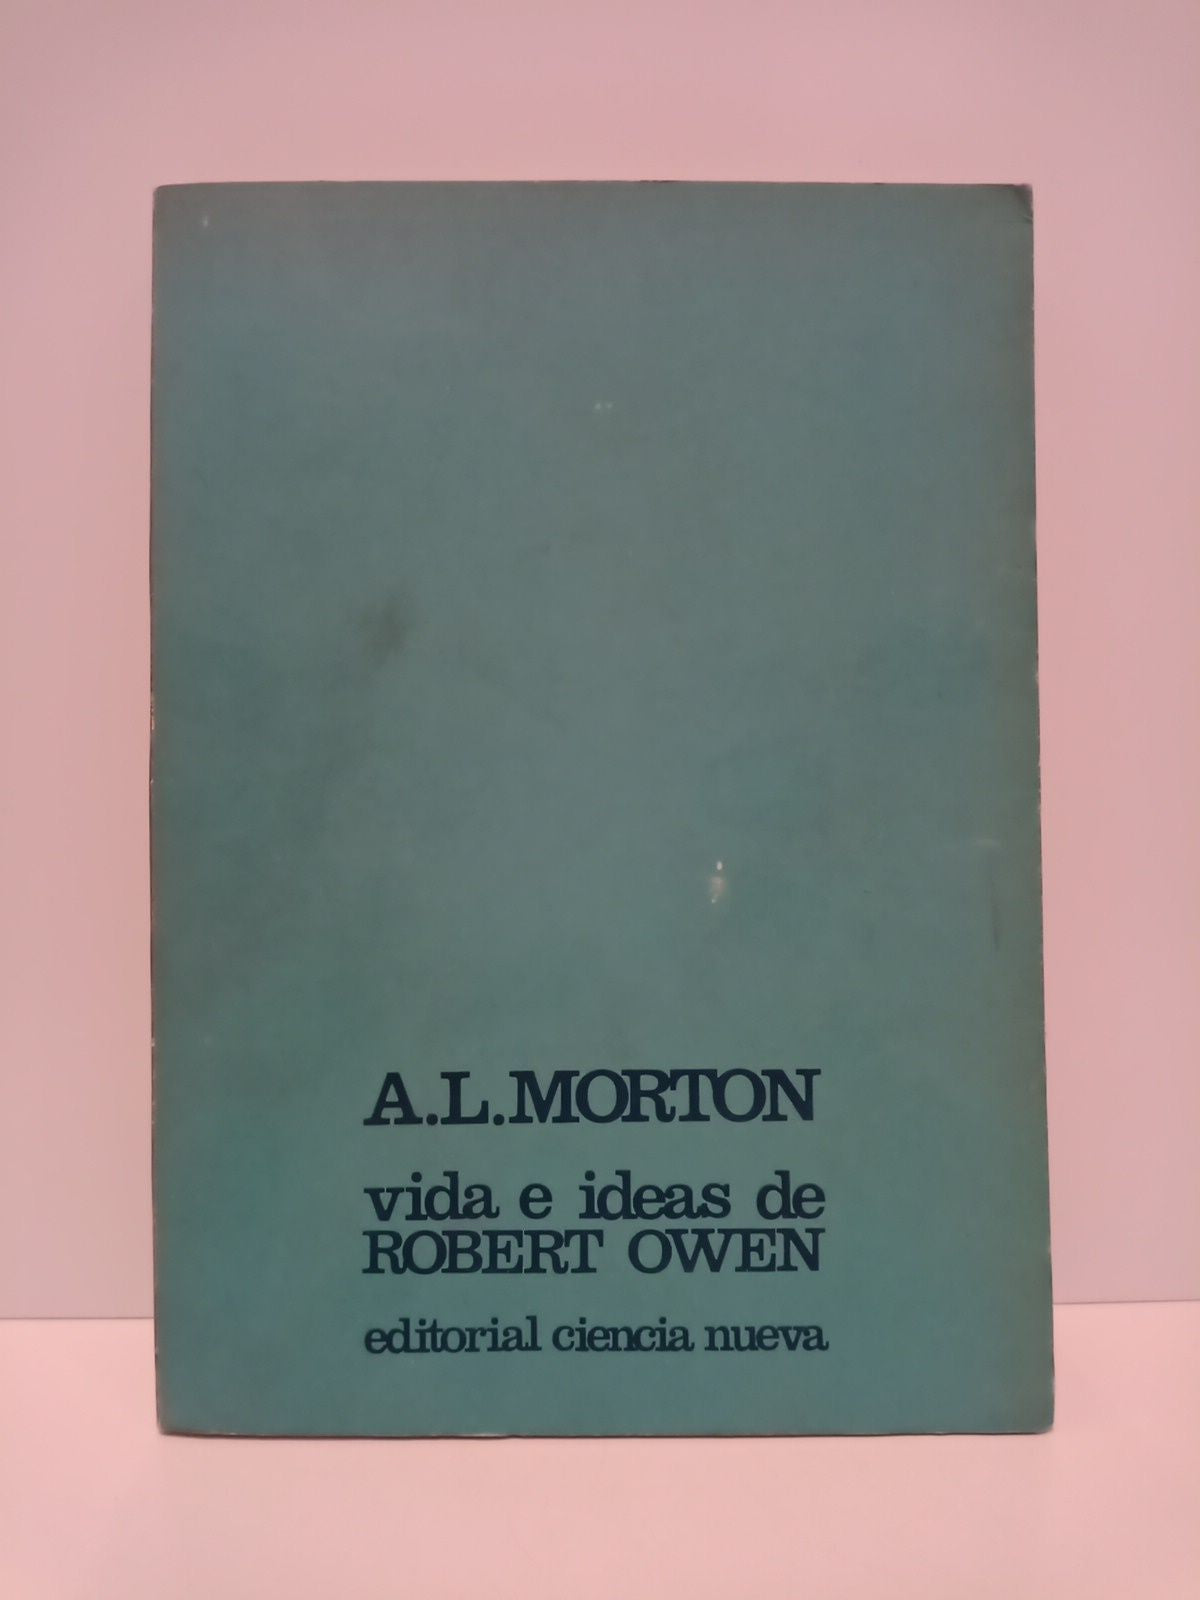 A.L.MORTON
vida e ideas de
ROBERT OWEN
editorial ciencia nueva